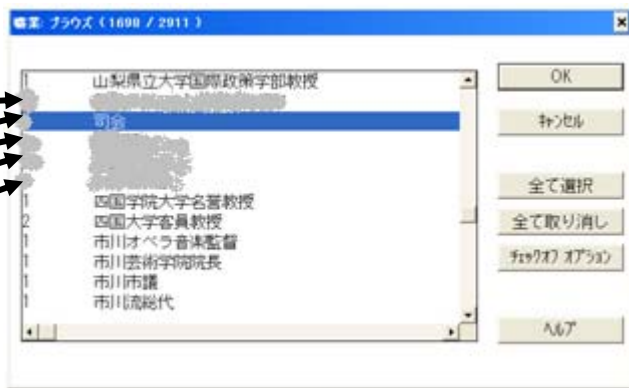 職業: ブラウズ (1698 / 2911)
1 山梨県立大学国際政策学部教授
司会
1 四国学院大学名誉教授
2 四国大学客員教授
1 市川オペラ音楽監督
1 市川芸術学院院長
1 市川市議
1 市川流総代
OK
キャンセル
全て選択
全て取り消し
チェックオフ オプション
ヘルプ